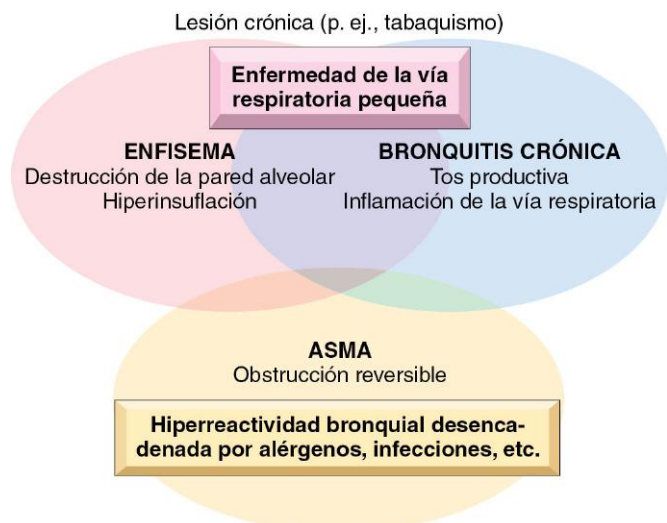 Lesión crónica (p. ej., tabaquismo)
Enfermedad de la vía
respiratoria pequeña
ENFISEMA
Destrucción de la pared alveolar
Hiperinsuflación
BRONQUITIS CRÓNICA
Tos productiva
Inflamación de la vía respiratoria
ASMA
Obstrucción reversible
Hiperreactividad bronquial desenca-
denada por alérgenos, infecciones, etc.